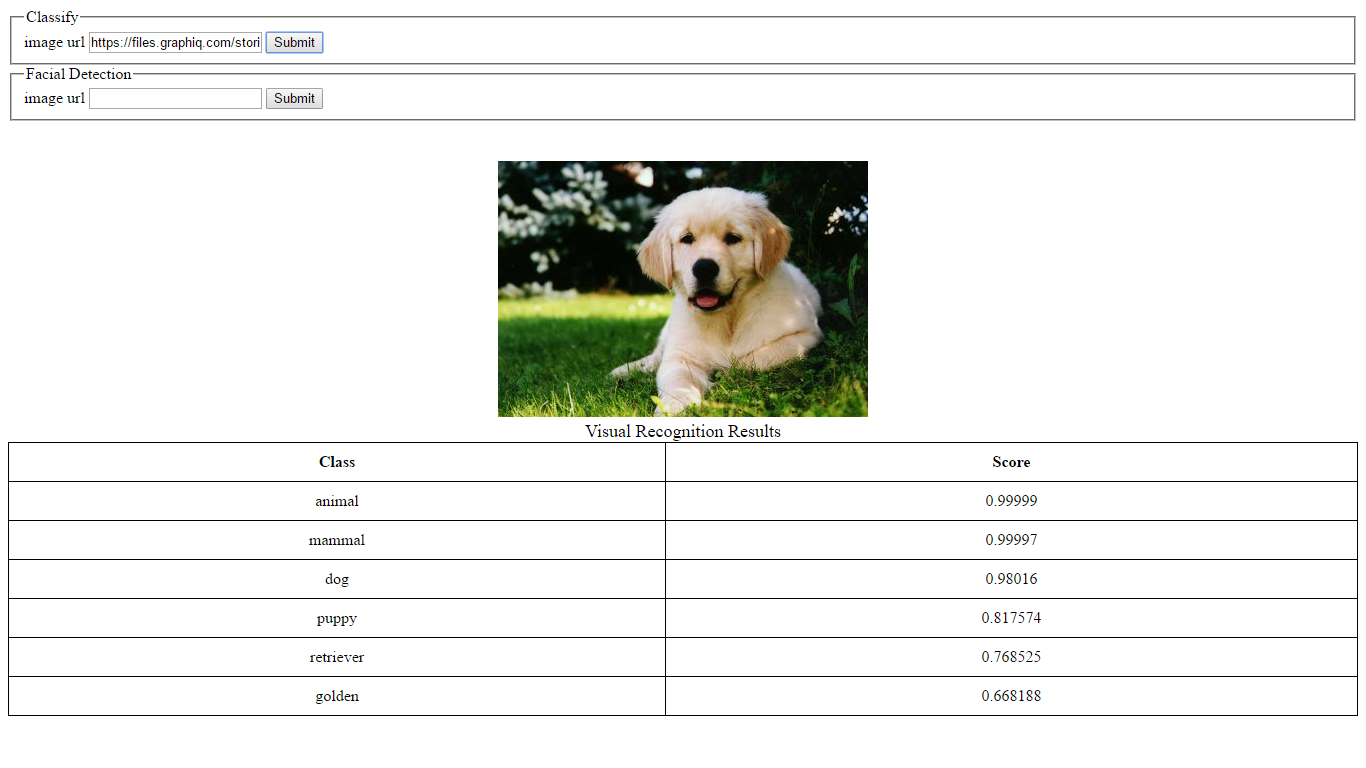 Classify
image url https://files.graphiq.com/stori Submit
Facial Detection
image url Submit
Visual Recognition Results
Class Score
animal 0.99999
mammal 0.99997
dog 0.98016
puppy 0.817574
retriever 0.768525
golden 0.668188